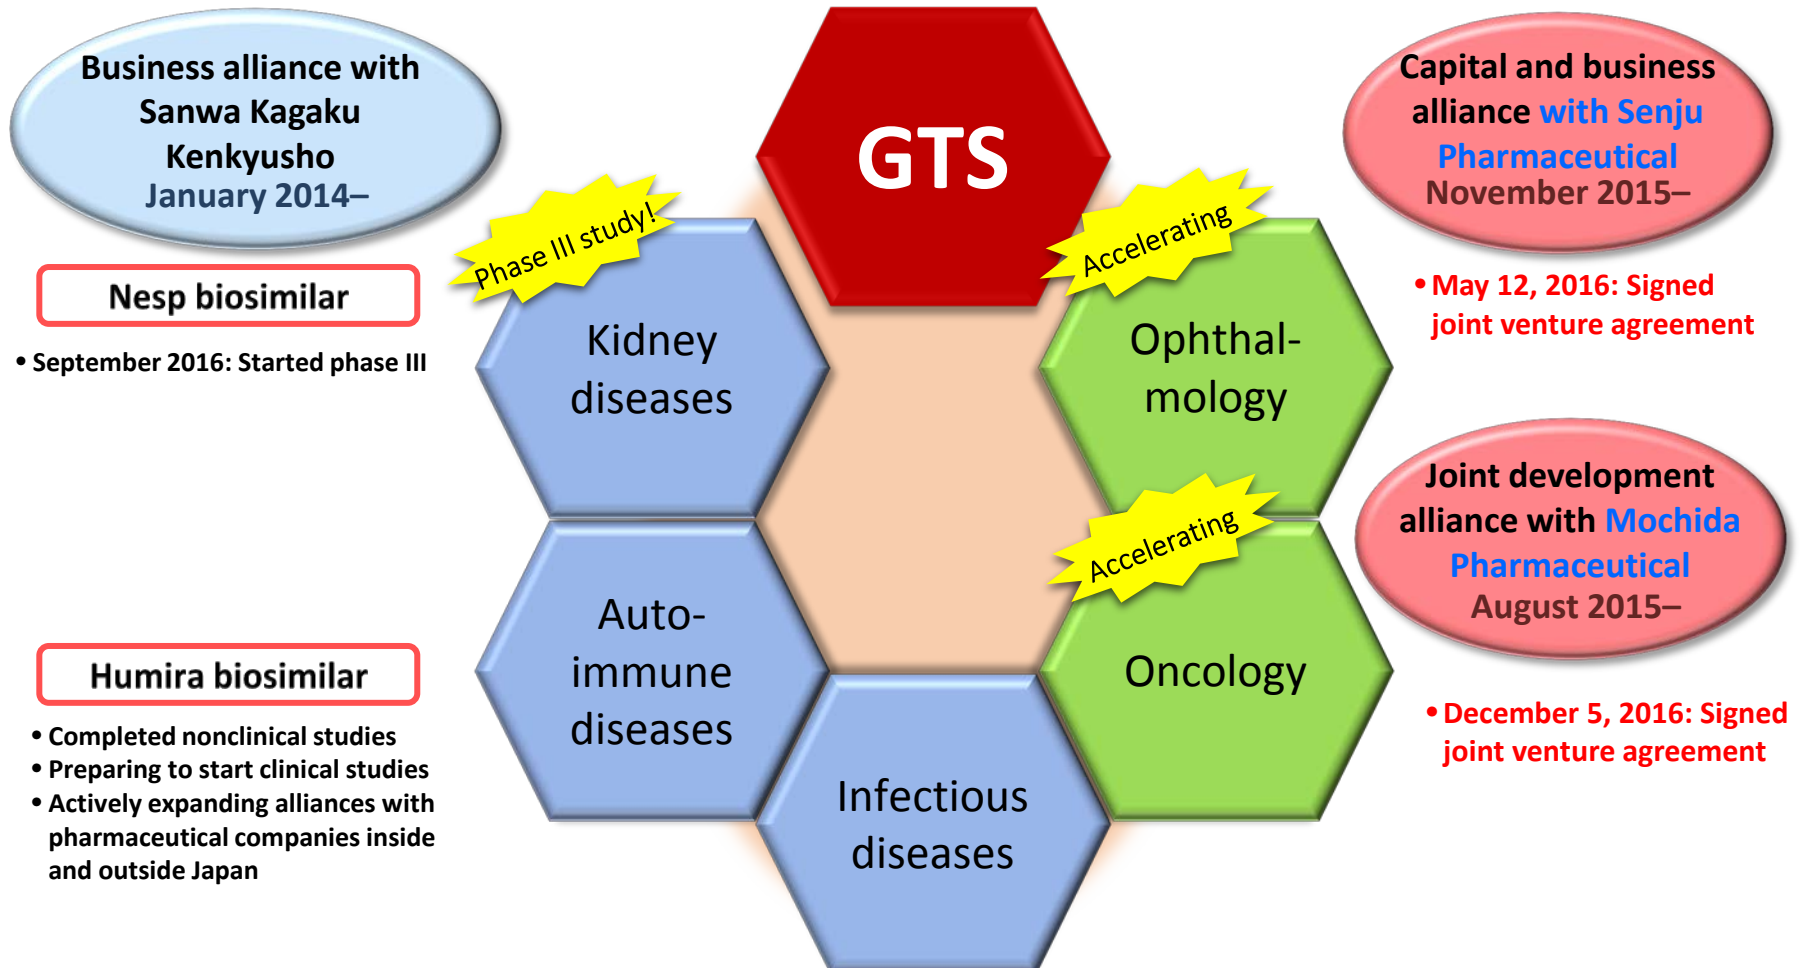 Business alliance with
Sanwa Kagaku
Kenkyusho
January 2014–
Nesp biosimilar
• September 2016: Started phase III
Humira biosimilar
• Completed nonclinical studies
• Preparing to start clinical studies
• Actively expanding alliances with
pharmaceutical companies inside
and outside Japan
GTS
Phase III study!
Kidney
diseases
Auto-
immune
diseases
Infectious
diseases
Accelerating
Ophthal-
mology
Accelerating
Oncology
Capital and business
alliance with Senju
Pharmaceutical
November 2015–
• May 12, 2016: Signed
joint venture agreement
Joint development
alliance with Mochida
Pharmaceutical
August 2015–
• December 5, 2016: Signed
joint venture agreement